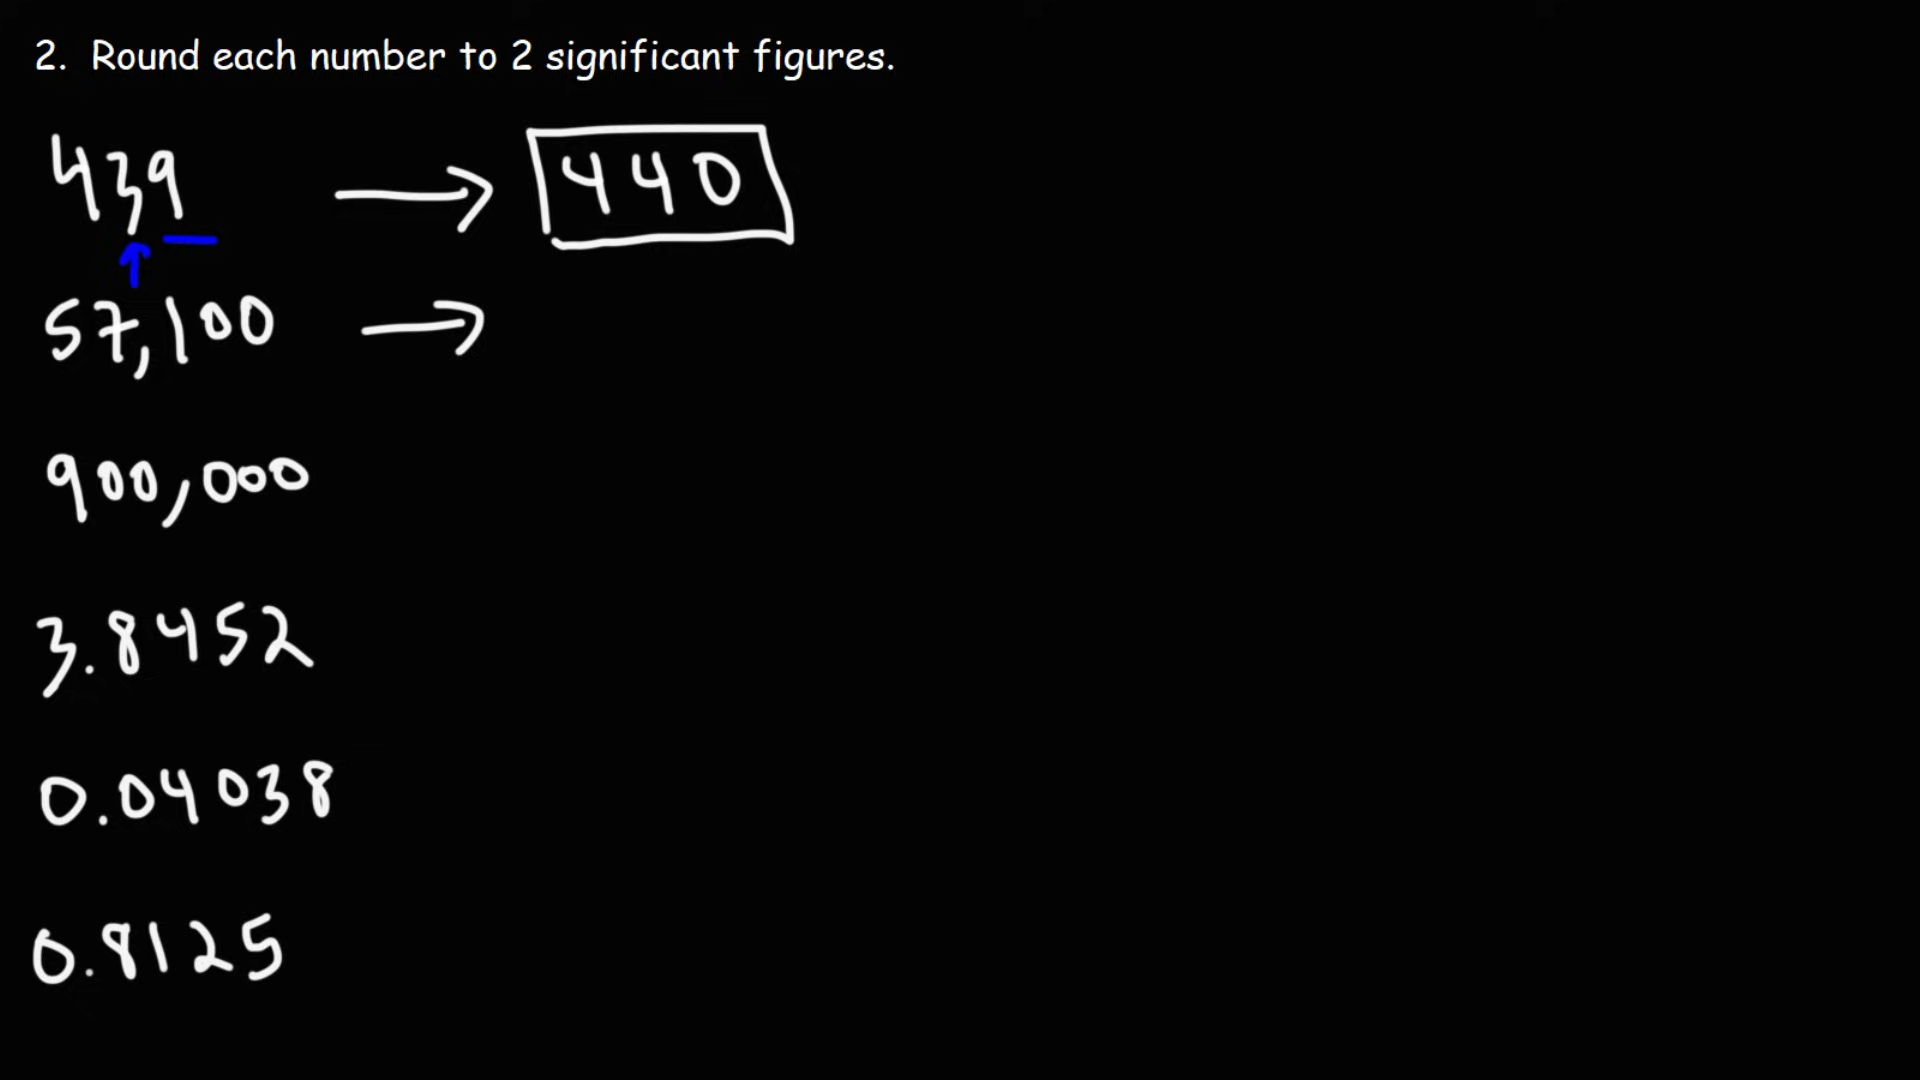 2. Round each number to 2 significant figures.
439 → 440
57,100 →
900,000
3.8452
0.04038
0.8125